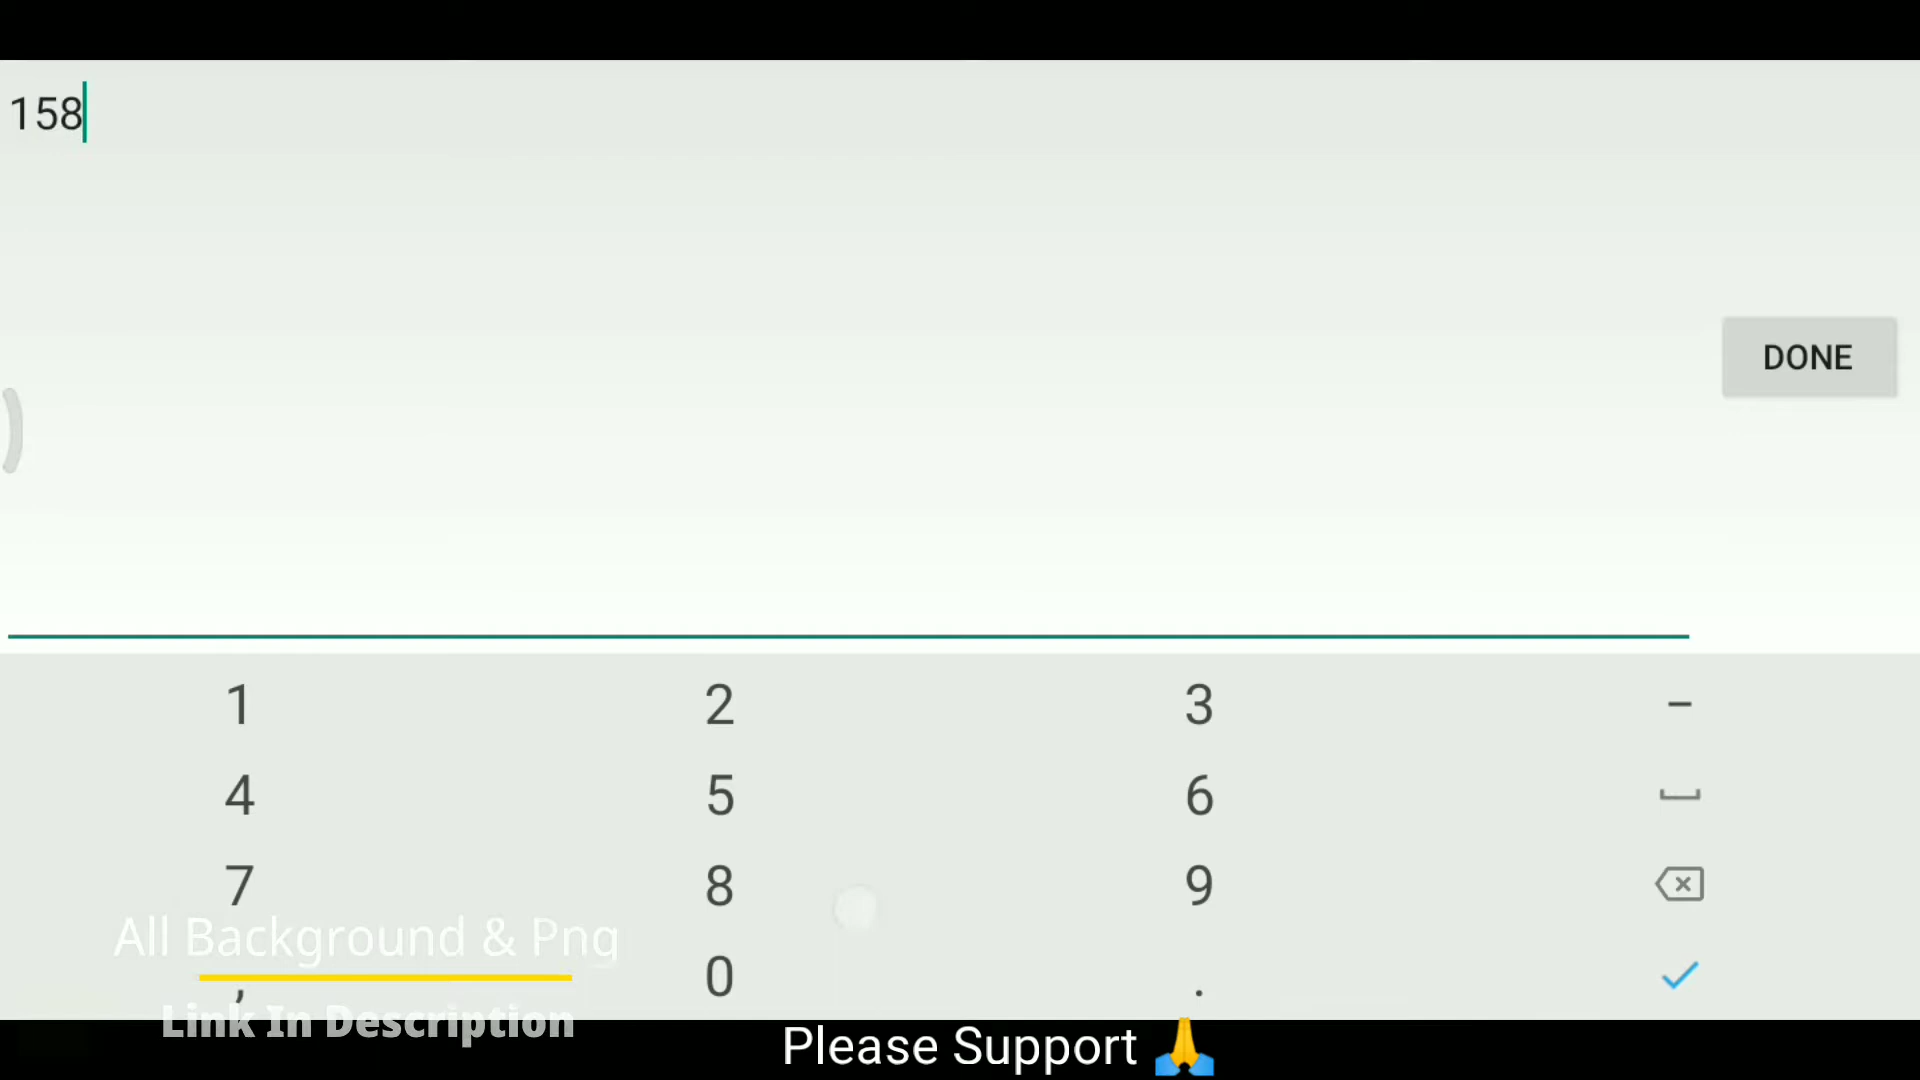 158
DONE
1 2 3 -
4 5 6
7 8 9
, 0 .
All Background & Png
Link In Description
Please Support 🙏